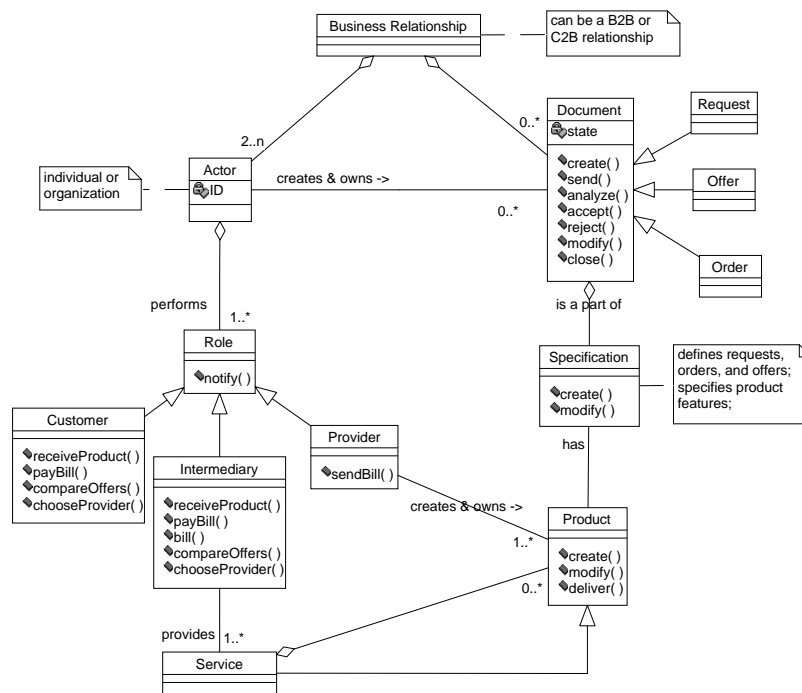 Business Relationship
can be a B2B or
C2B relationship
Document
state
create( )
send( )
analyze( )
accept( )
reject( )
modify( )
close( )
Request
Offer
Order
0..*
2..n
Actor
ID
individual or
organization
creates & owns ->
0..*
performs
1..*
is a part of
Role
notify( )
Specification
create( )
modify( )
defines requests,
orders, and offers;
specifies product
features;
Customer
receiveProduct( )
payBill( )
compareOffers( )
chooseProvider( )
Intermediary
receiveProduct( )
payBill( )
bill( )
compareOffers( )
chooseProvider( )
Provider
sendBill( )
has
creates & owns ->
1..*
Product
create( )
modify( )
deliver( )
0..*
provides
1..*
Service